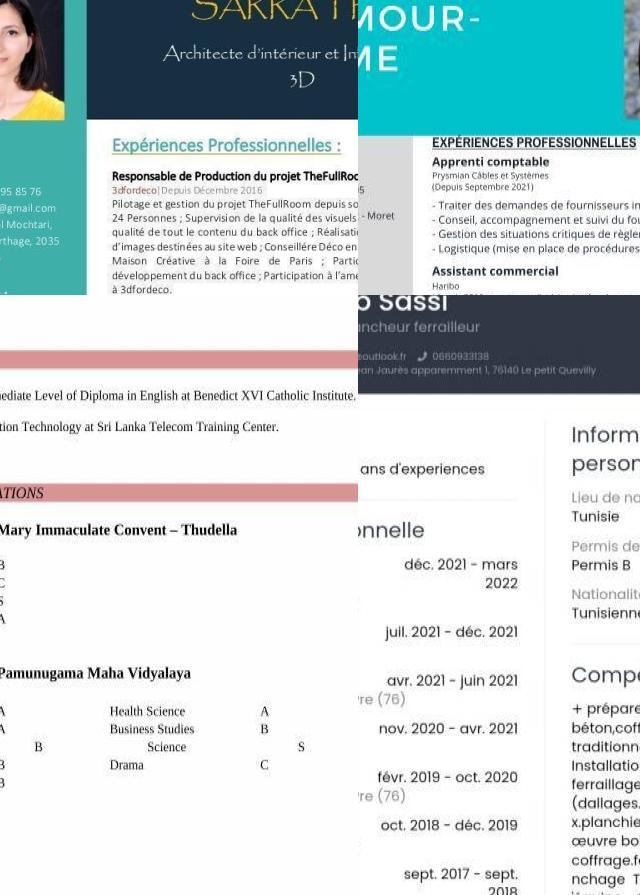 SARRA
Architecte d'intérieur et In
3D
95 85 76
@gmail.com
l Mochtari,
rthage, 2035
Expériences Professionnelles :
Responsable de Production du projet TheFullRoo
3dfordeco|Depuis Décembre 2016
Pilotage et gestion du projet TheFullRoom depuis so
24 Personnes ; Supervision de la qualité des visuels
qualité de tout le contenu du back office ; Réalisati
d'images destinées au site web ; Conseillére Déco en
Maison Créative à la Foire de Paris ; Partic
développement du back office ; Participation à l'ame
à 3dfordeco.
MOUR-
ME
- Moret
EXPÉRIENCES PROFESSIONNELLES
Apprenti comptable
Prysmian Câbles et Systèmes
(Depuis Septembre 2021)
- Traiter des demandes de fournisseurs in
- Conseil, accompagnement et suivi du fou
- Gestion des situations critiques de règle
- Logistique (mise en place de procédures
Assistant commercial
Haribo
ediate Level of Diploma in English at Benedict XVI Catholic Institute.
tion Technology at Sri Lanka Telecom Training Center.
ATIONS
Mary Immaculate Convent – Thudella
B
C
S
A
Pamunugama Maha Vidyalaya
A Health Science A
A Business Studies B
B Science S
B Drama C
B
b Sassi
ancheur ferrailleur
outlook.fr 0660933138
ean Jaurès apparemment 1, 76140 Le petit Quevilly
ans d'experiences
onnelle
déc. 2021 - mars
2022
juil. 2021 - déc. 2021
avr. 2021 - juin 2021
re (76)
nov. 2020 - avr. 2021
févr. 2019 - oct. 2020
re (76)
oct. 2018 - déc. 2019
sept. 2017 - sept.
2018
Inform
person
Lieu de na
Tunisie
Permis de
Permis B
Nationalit
Tunisienne
Compe
+ prépare
béton,coff
traditionn
Installatio
ferraillage
(dallages.
x.planchie
œuvre bo
coffrage.fe
nchage T